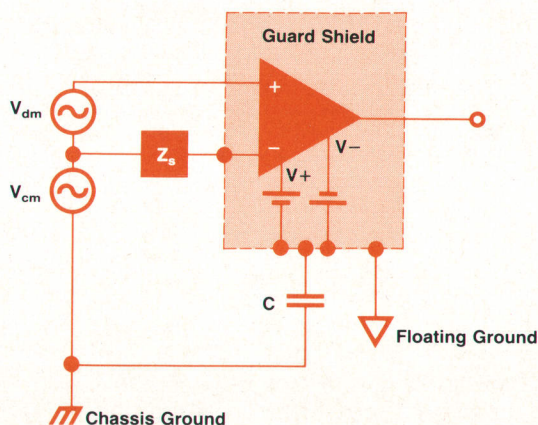 Guard Shield
+
Vdm
−
Zs
V−
V+
Vcm
C
Floating Ground
Chassis Ground